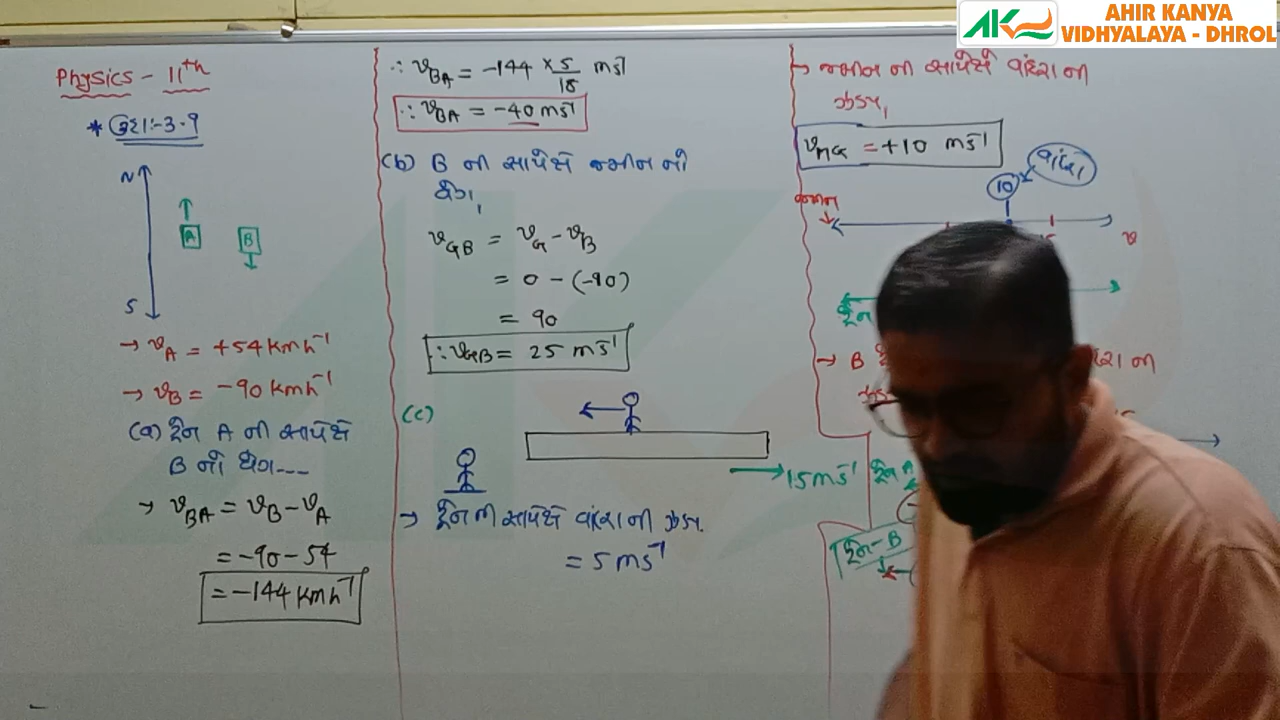 AHIR KANYA
VIDHYALAYA - DHROL
Physics - 11th
* ઉદા:- 3.9
N
A
B
S
→ vA = +54 kmh⁻¹
→ vB = -90 kmh⁻¹
(a) ટ્રેન A ની સાપેક્ષે
B નો વેગ---
→ vBA = vB - vA
= -90 - 54
= -144 kmh⁻¹
∴ vBA = -144 × 5/18 ms⁻¹
∴ vBA = -40 ms⁻¹
(b) B ની સાપેક્ષે જમીન નો
વેગ,
vGB = vG - vB
= 0 - (-90)
= 90
∴ vGB = 25 ms⁻¹
(c)
15 ms⁻¹
→ ટ્રેન ની સાપેક્ષે વાંદરા ની ઝડપ
= 5 ms⁻¹
→ જમીન ની સાપેક્ષે વાંદરા ની
ઝડપ,
vMG = +10 ms⁻¹
વાંદરો
10
જમીન
ટ્રેન
→ B
ની
ટ્રેન A
ટ્રેન-B